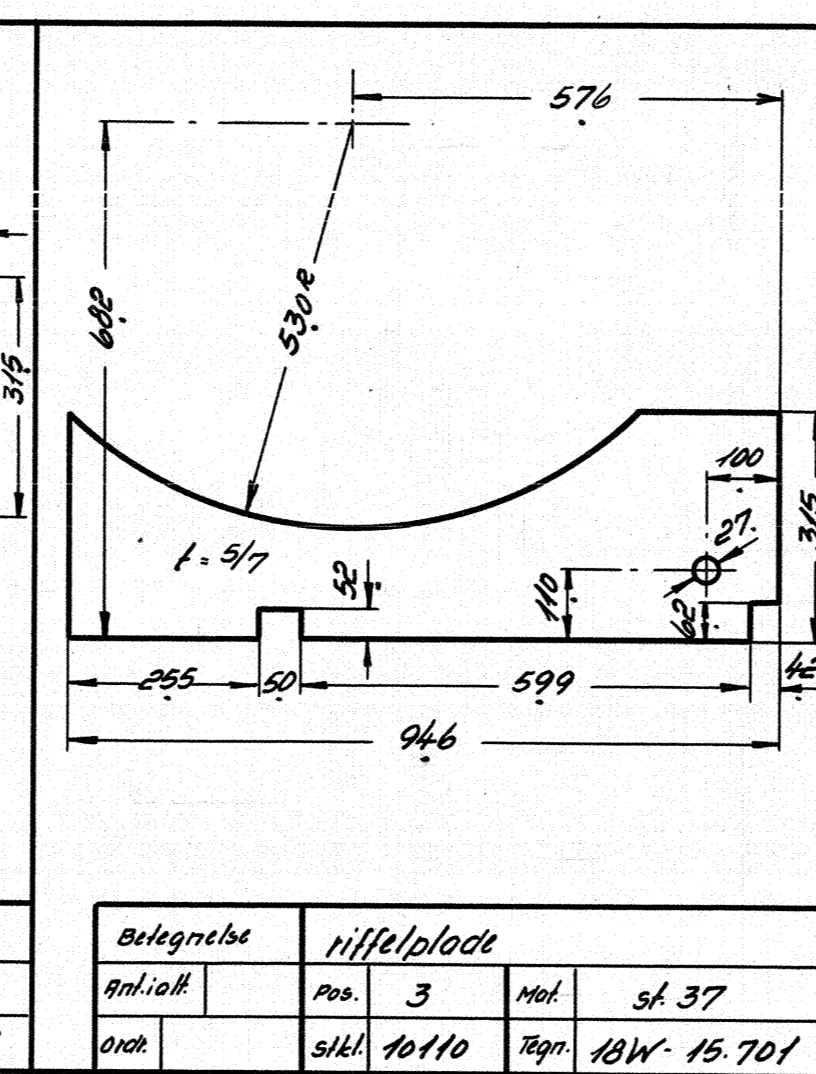 576
682
530 R
315
315
100
27
t = 5/7
52
110
62
255 50 599 42
946
Betegnelse riffelplade
Ant.ialt. Pos. 3 Mat. st. 37
Ordr. Stkl. 10110 Tegn. 18W-15.701